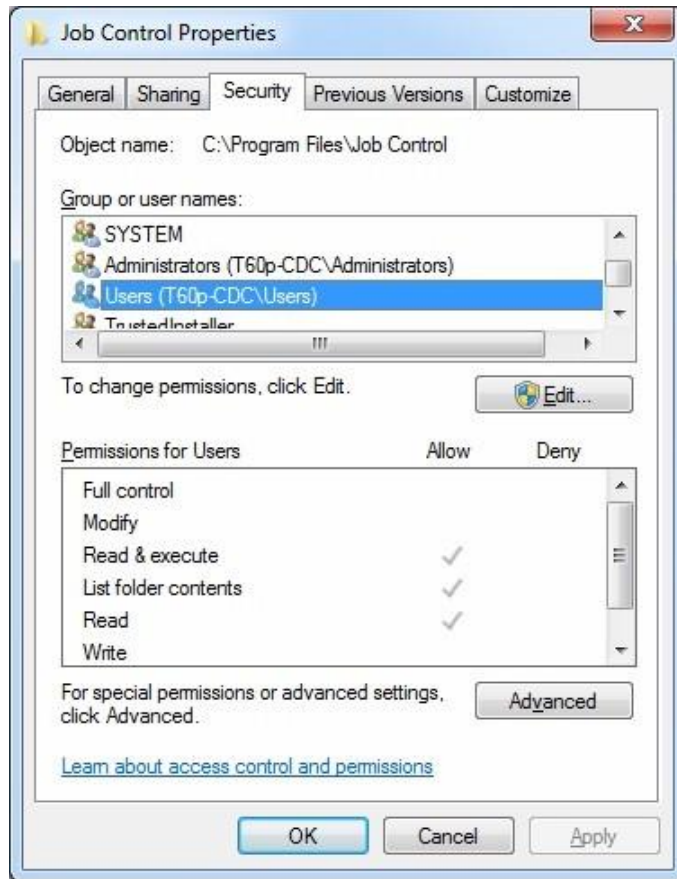 Job Control Properties
General Sharing Security Previous Versions Customize
Object name: C:\Program Files\Job Control
Group or user names:
SYSTEM
Administrators (T60p-CDC\Administrators)
Users (T60p-CDC\Users)
TrustedInstaller
To change permissions, click Edit.
Edit...
Permissions for Users Allow Deny
Full control
Modify
Read & execute
List folder contents
Read
Write
For special permissions or advanced settings,
click Advanced.
Advanced
Learn about access control and permissions
OK Cancel Apply